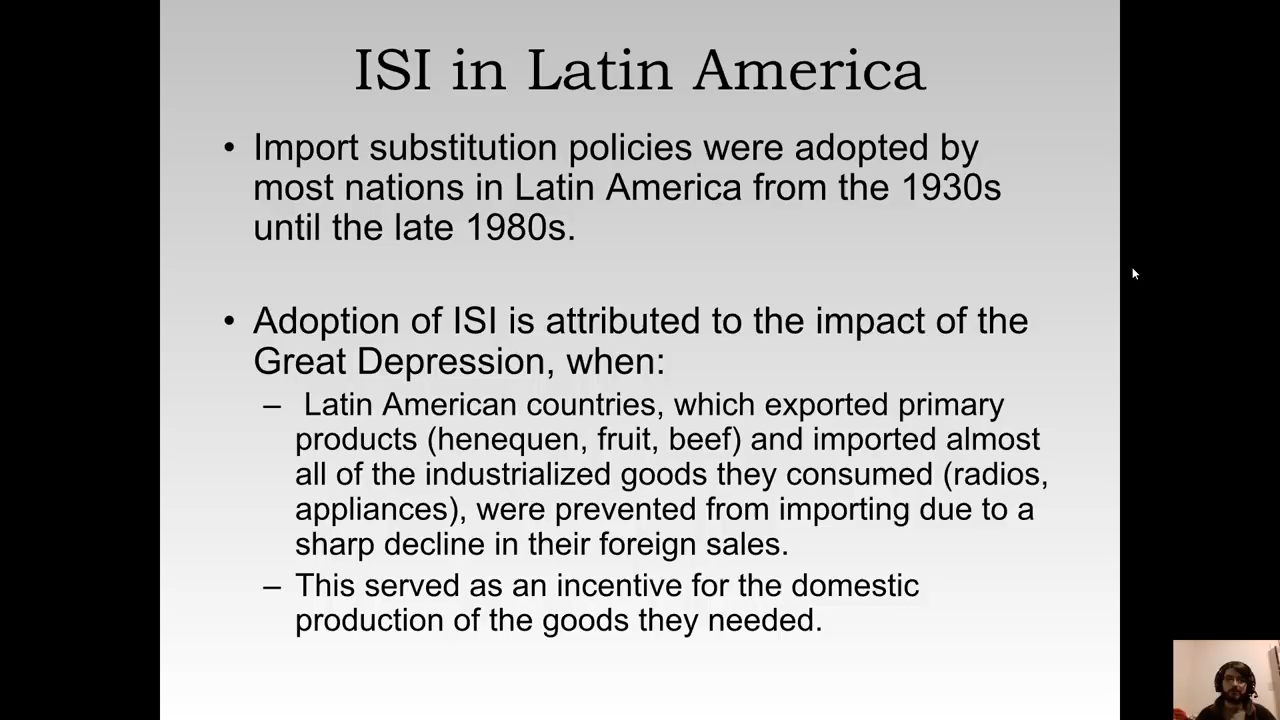 ISI in Latin America
• Import substitution policies were adopted by
most nations in Latin America from the 1930s
until the late 1980s.
• Adoption of ISI is attributed to the impact of the
Great Depression, when:
– Latin American countries, which exported primary
products (henequen, fruit, beef) and imported almost
all of the industrialized goods they consumed (radios,
appliances), were prevented from importing due to a
sharp decline in their foreign sales.
– This served as an incentive for the domestic
production of the goods they needed.